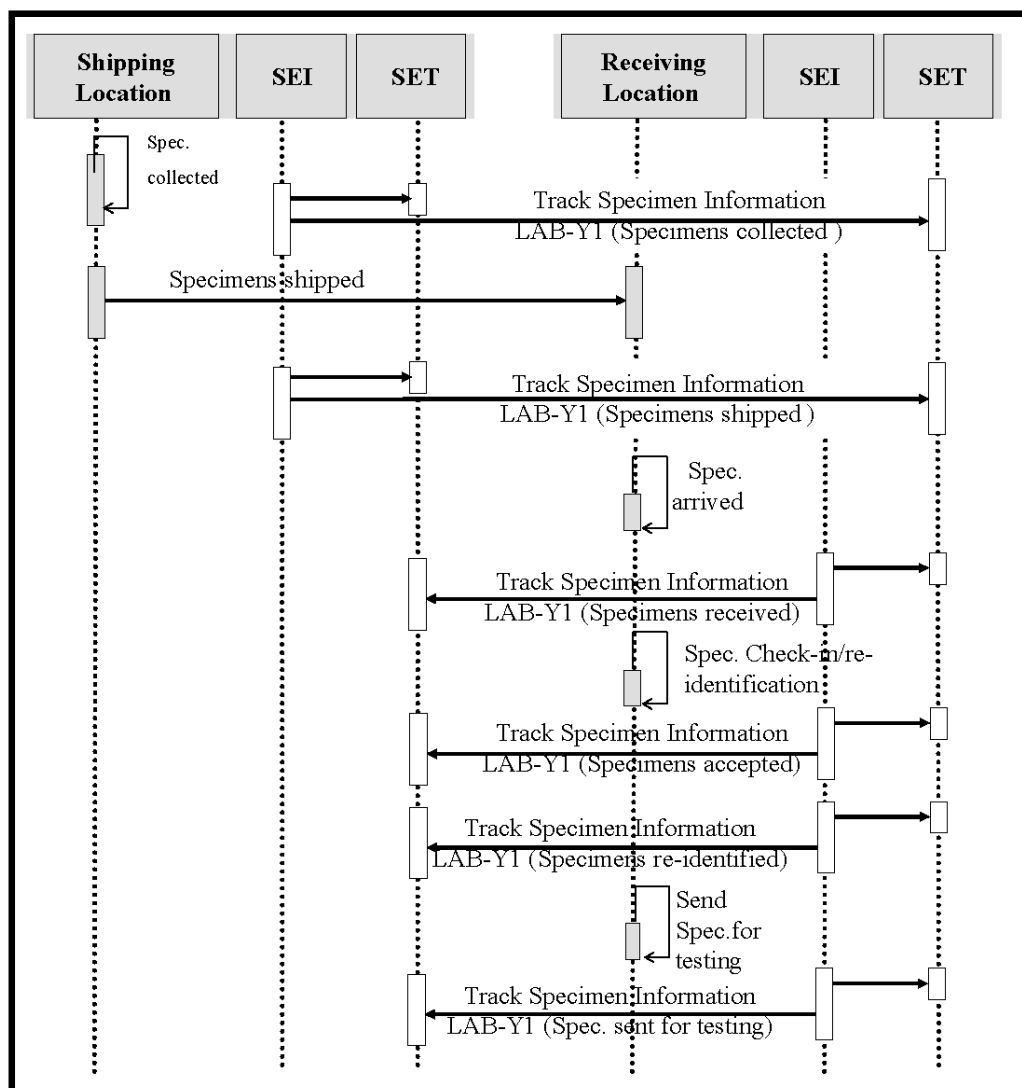 Shipping
Location
SEI
SET
Receiving
Location
SEI
SET
Spec.
collected
Track Specimen Information
LAB-Y1 (Specimens collected )
Specimens shipped
Track Specimen Information
LAB-Y1 (Specimens shipped )
Spec.
arrived
Track Specimen Information
LAB-Y1 (Specimens received)
Spec. Check-in/re-
identification
Track Specimen Information
LAB-Y1 (Specimens accepted)
Track Specimen Information
LAB-Y1 (Specimens re-identified)
Send
Spec.for
testing
Track Specimen Information
LAB-Y1 (Spec. sent for testing)